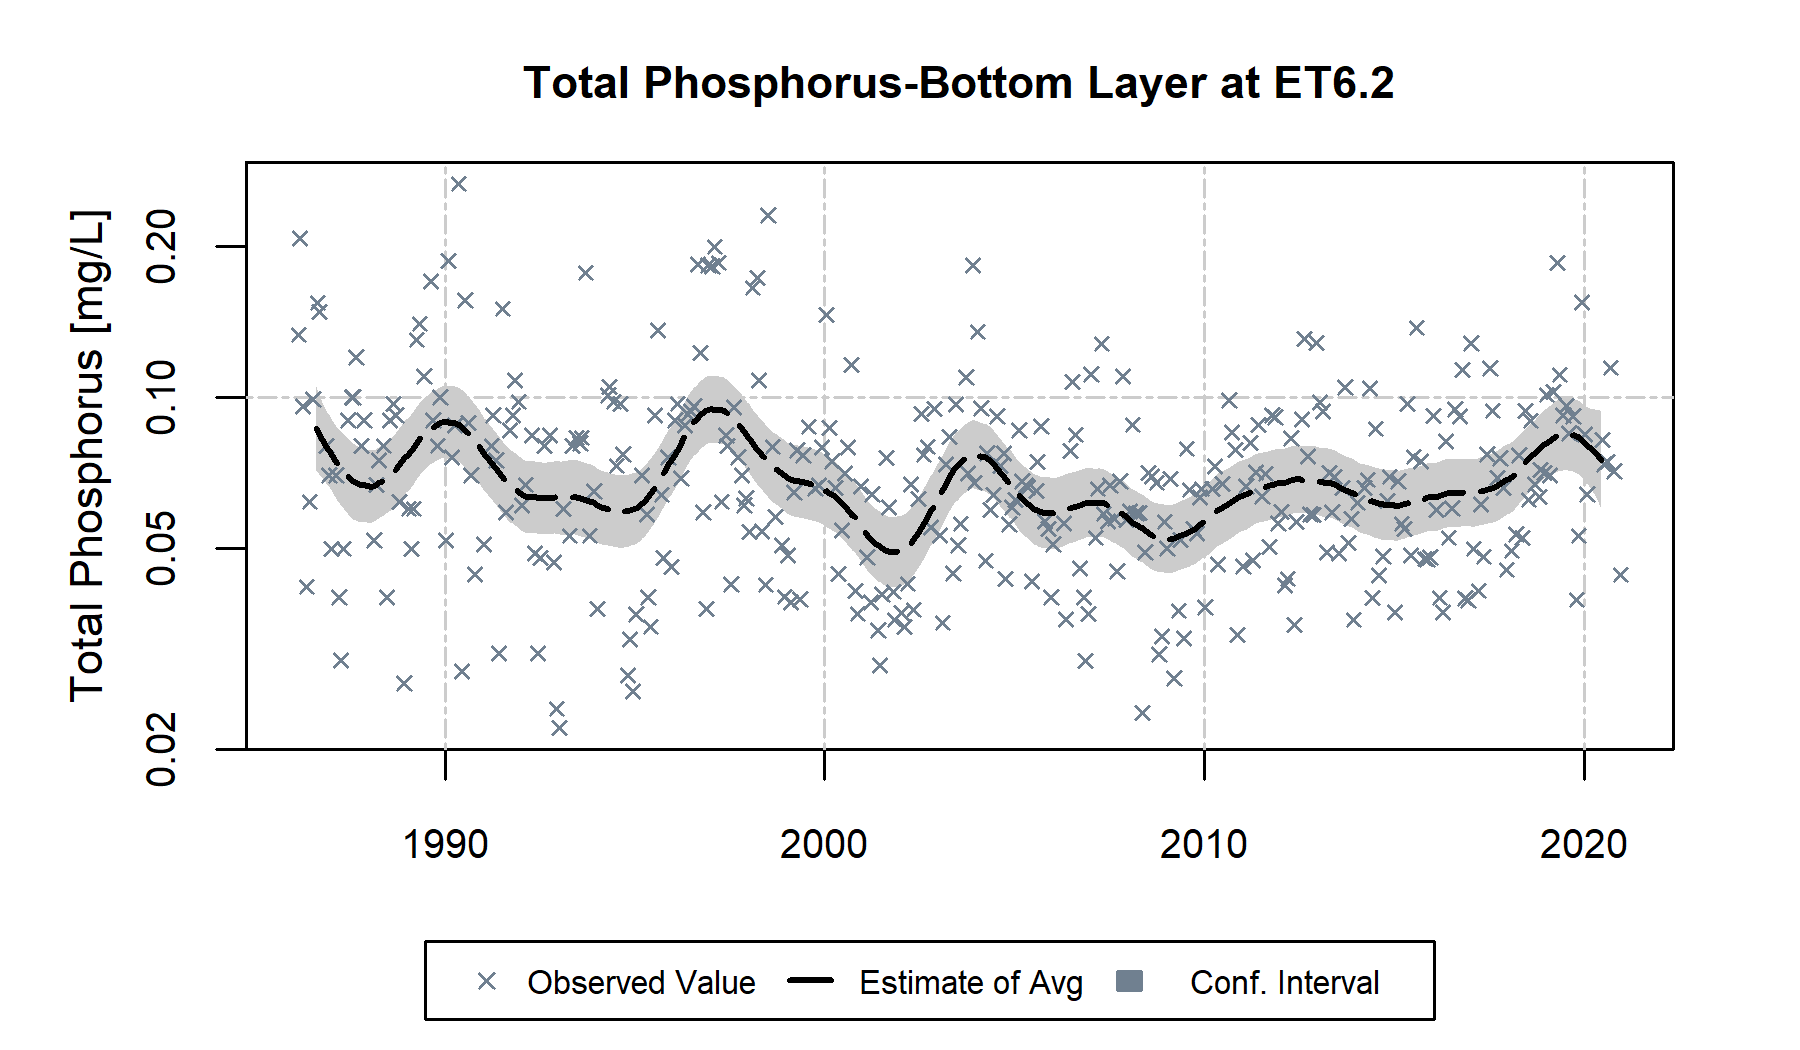 Total Phosphorus-Bottom Layer at ET6.2
Total Phosphorus [mg/L]
0.20
0.10
0.05
0.02
1990 2000 2010 2020
Observed Value Estimate of Avg Conf. Interval